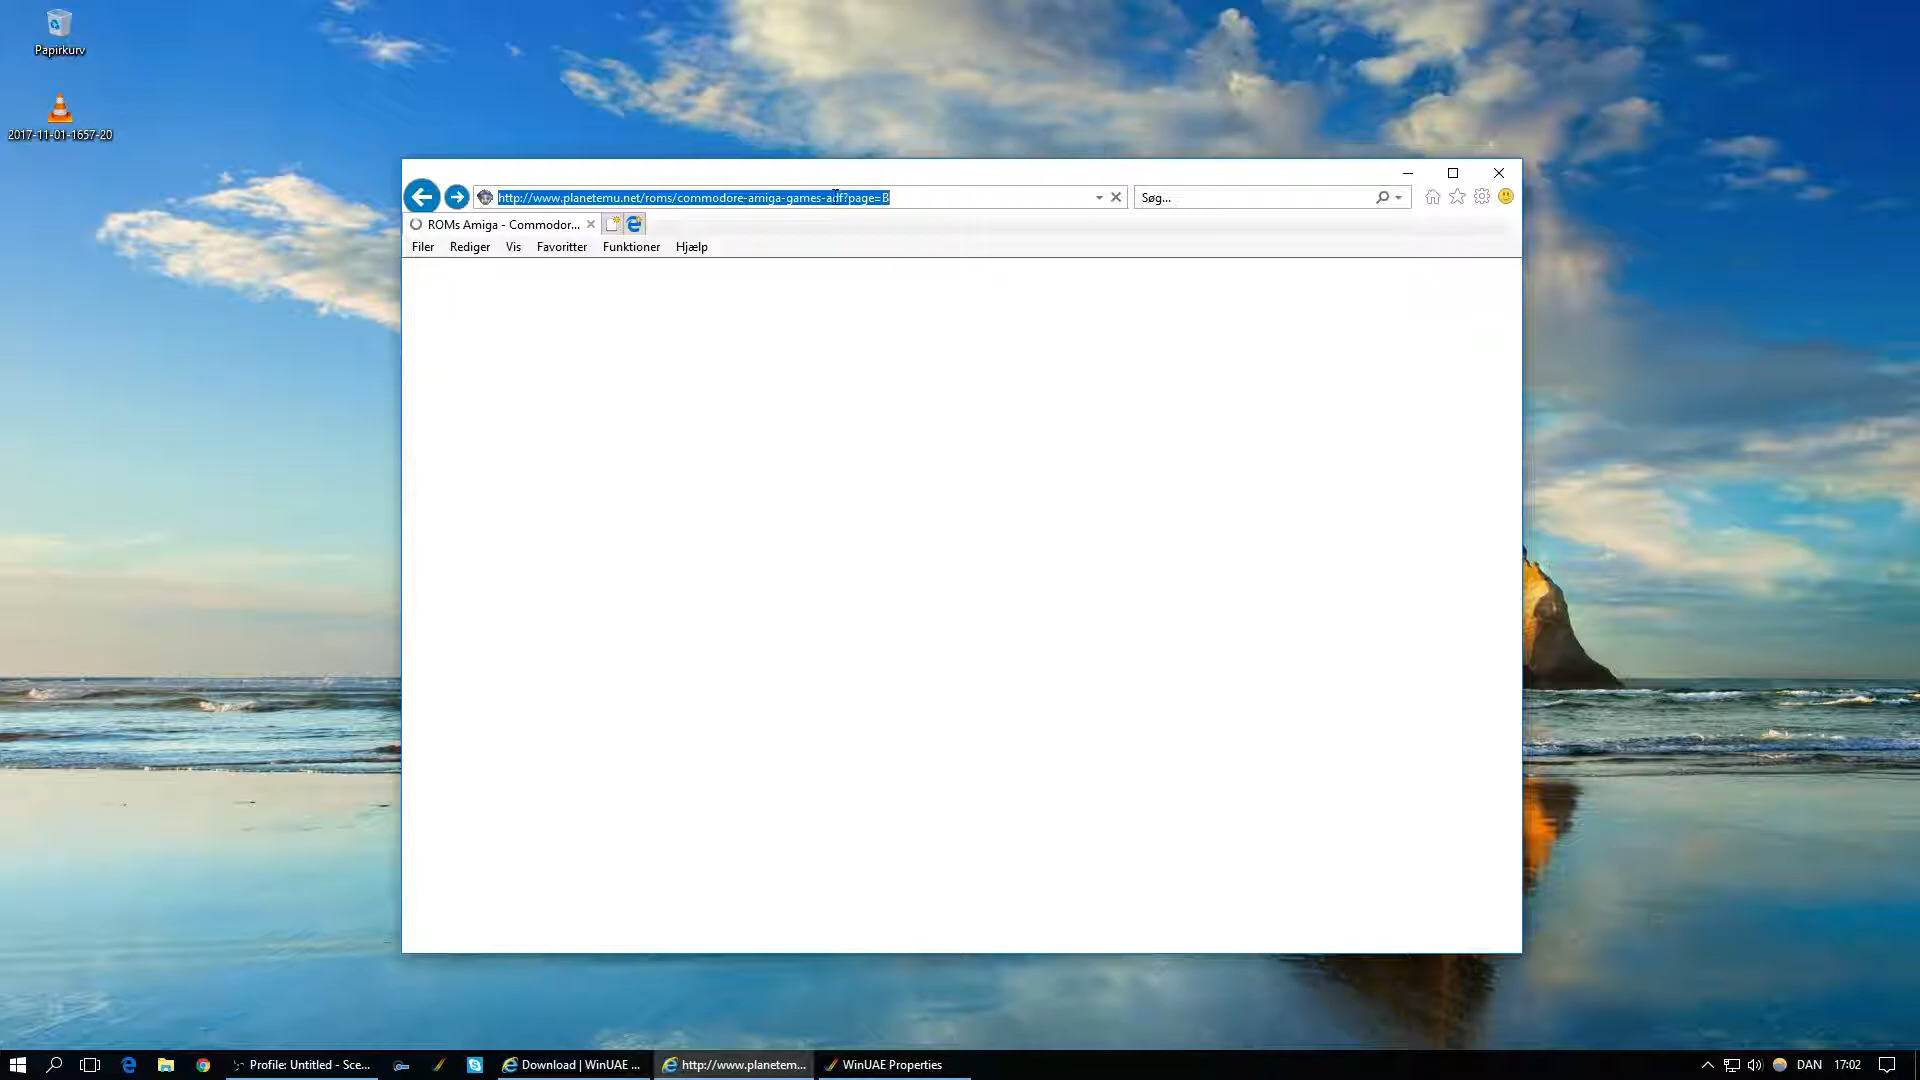 Papirkurv
2017-11-01-1657-20
http://www.planetemu.net/roms/commodore-amiga-games-adf?page=B
Søg...
ROMs Amiga - Commodor...
Filer Rediger Vis Favoritter Funktioner Hjælp
Profile: Untitled - Sce...
Download | WinUAE ...
http://www.planetem...
WinUAE Properties
DAN
17:02